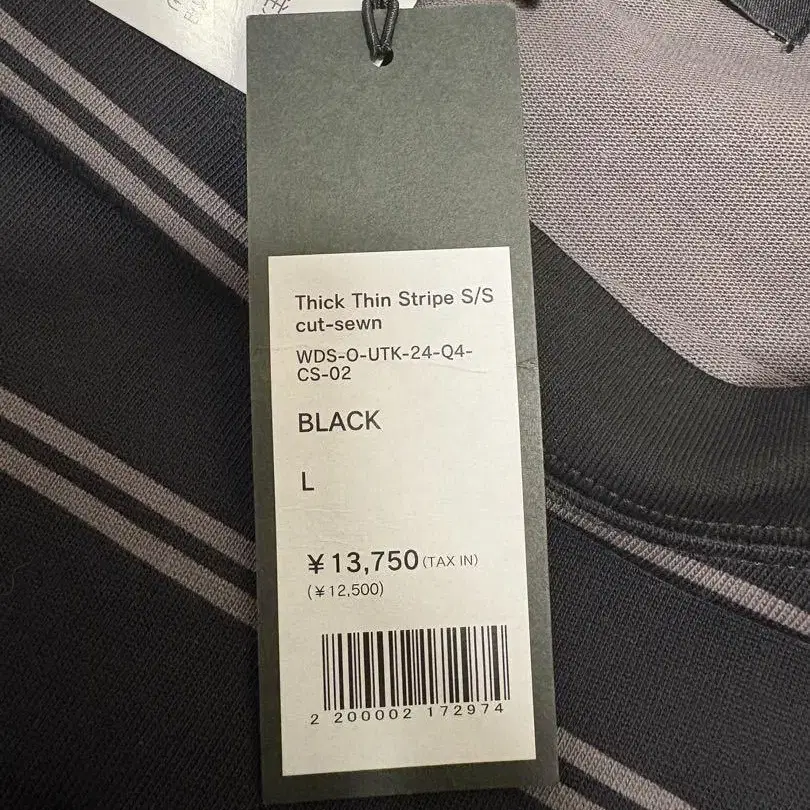 Thick Thin Stripe S/S
cut-sewn
WDS-O-UTK-24-Q4-
CS-02
BLACK
L
¥13,750(TAX IN)
(¥12,500)
2 200002 172974